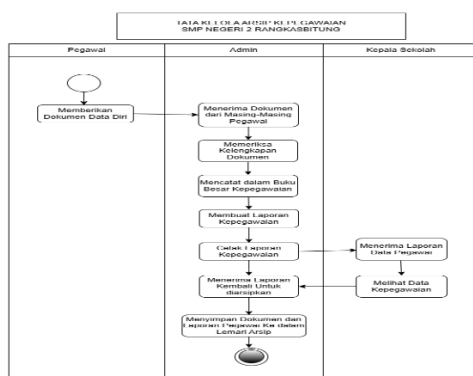 TATA KELOLA ARSIP KEPEGAWAIAN
SMP NEGERI 2 RANGKASBITUNG
Pegawai
Admin
Kepala Sekolah
Memberikan
Dokumen Data Diri
Menerima Dokumen
dari Masing-Masing
Pegawai
Memeriksa
Kelengkapan
Dokumen
Mencatat dalam Buku
Besar Kepegawaian
Membuat Laporan
Kepegawaian
Cetak Laporan
Kepegawaian
Menerima Laporan
Data Pegawai
Melihat Data
Kepegawaian
Menerima Laporan
Kembali Untuk
diarsipkan
Menyimpan Dokumen dan
Laporan Pegawai Ke dalam
Lemari Arsip